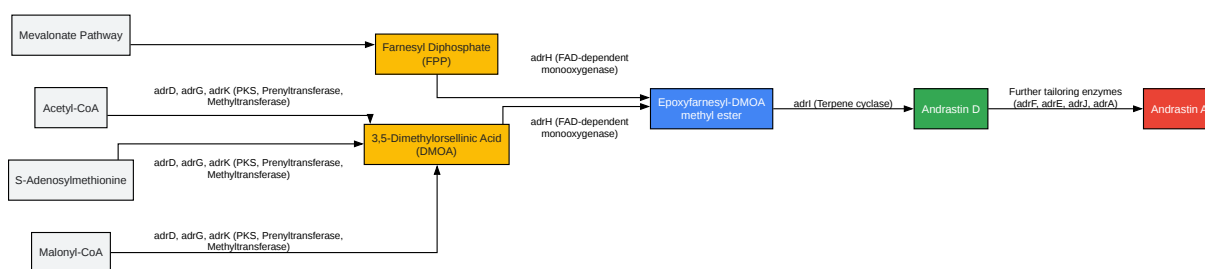 Mevalonate Pathway
Farnesyl Diphosphate
(FPP)
adrH (FAD-dependent
monooxygenase)
Acetyl-CoA
adrD, adrG, adrK (PKS, Prenyltransferase,
Methyltransferase)
Epoxyfarnesyl-DMOA
methyl ester
adrI (Terpene cyclase)
Andrastin D
Further tailoring enzymes
(adrF, adrE, adrJ, adrA)
Andrastin A
adrH (FAD-dependent
monooxygenase)
3,5-Dimethylorsellinic Acid
(DMOA)
S-Adenosylmethionine
adrD, adrG, adrK (PKS, Prenyltransferase,
Methyltransferase)
Malonyl-CoA
adrD, adrG, adrK (PKS, Prenyltransferase,
Methyltransferase)